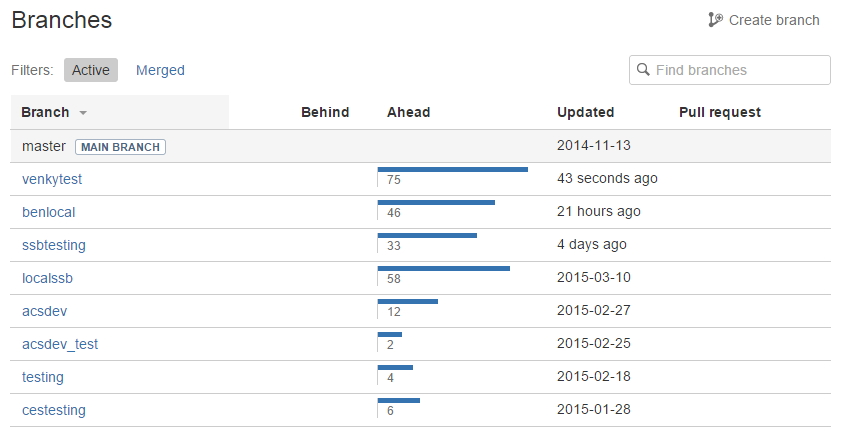 Branches Create branch
Filters: Active Merged Find branches
Branch Behind Ahead Updated Pull request
master MAIN BRANCH 2014-11-13
venkytest 75 43 seconds ago
benlocal 46 21 hours ago
ssbtesting 33 4 days ago
localssb 58 2015-03-10
acsdev 12 2015-02-27
acsdev_test 2 2015-02-25
testing 4 2015-02-18
cestesting 6 2015-01-28